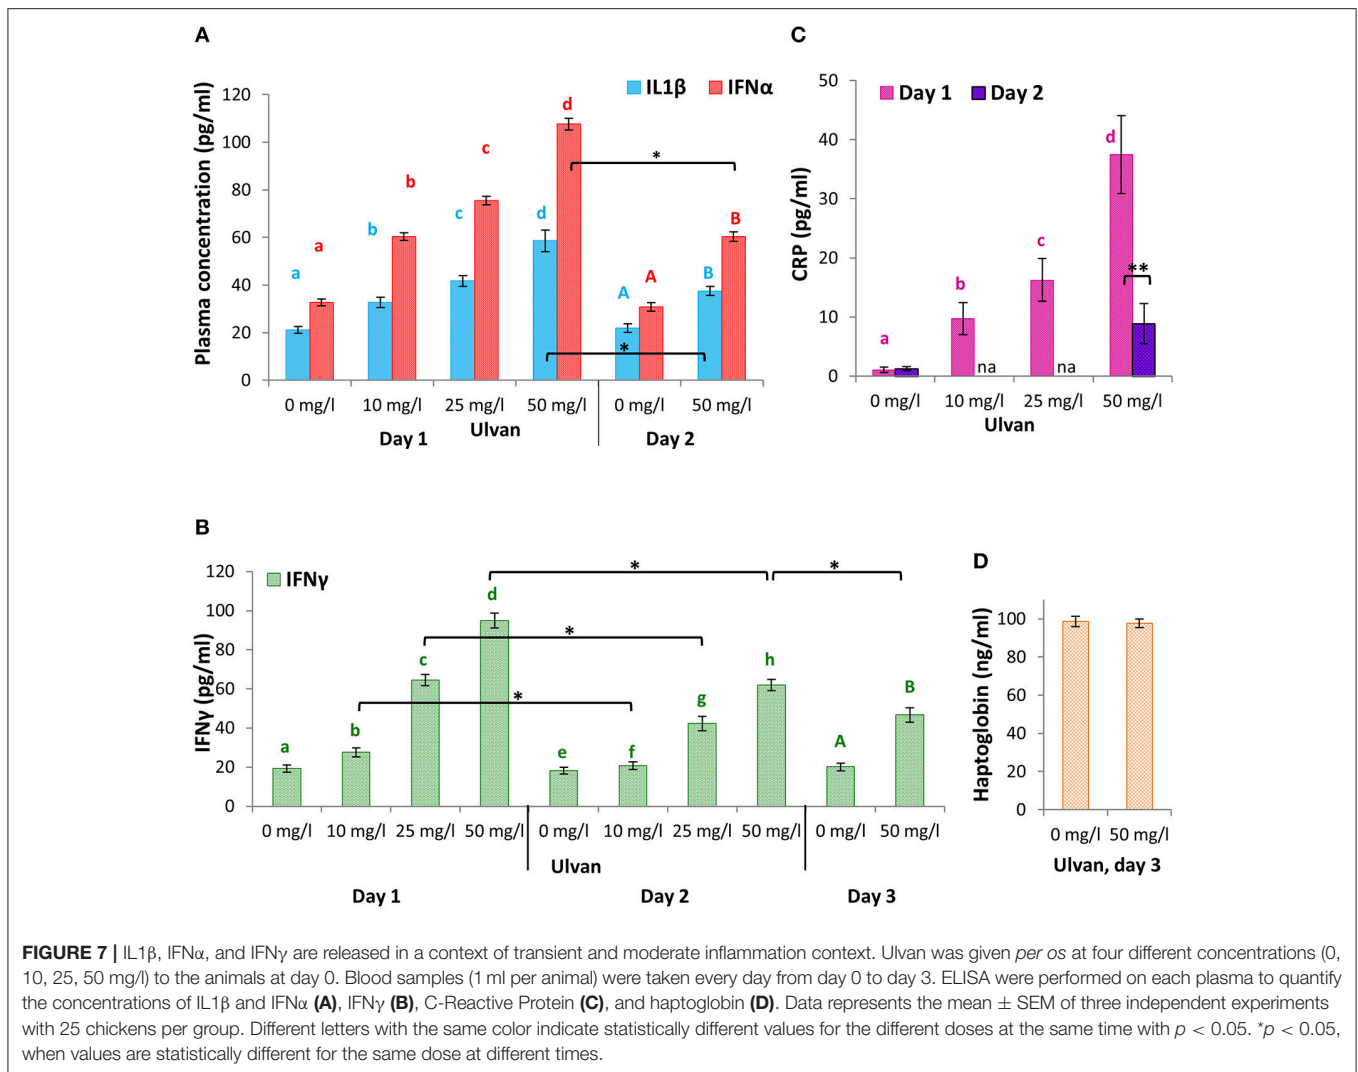 A
IL1β IFNα
Plasma concentration (pg/ml)
120
100
80
60
40
20
0
a
a
b
b
c
c
d
d
*
*
A
A
B
B
0 mg/l 10 mg/l 25 mg/l 50 mg/l 0 mg/l 50 mg/l
Day 1 Ulvan Day 2
C
Day 1 Day 2
CRP (pg/ml)
50
40
30
20
10
0
a
b
c
d
**
na
na
0 mg/l 10 mg/l 25 mg/l 50 mg/l
Ulvan
B
IFNγ
IFNγ (pg/ml)
120
100
80
60
40
20
0
a
b
c
d
e
f
g
h
A
B
*
*
*
*
0 mg/l 10 mg/l 25 mg/l 50 mg/l 0 mg/l 10 mg/l 25 mg/l 50 mg/l 0 mg/l 50 mg/l
Ulvan
Day 1 Day 2 Day 3
D
Haptoglobin (ng/ml)
100
80
60
40
20
0
0 mg/l 50 mg/l
Ulvan, day 3
FIGURE 7 | IL1β, IFNα, and IFNγ are released in a context of transient and moderate inflammation context. Ulvan was given per os at four different concentrations (0,
10, 25, 50 mg/l) to the animals at day 0. Blood samples (1 ml per animal) were taken every day from day 0 to day 3. ELISA were performed on each plasma to quantify
the concentrations of IL1β and IFNα (A), IFNγ (B), C-Reactive Protein (C), and haptoglobin (D). Data represents the mean ± SEM of three independent experiments
with 25 chickens per group. Different letters with the same color indicate statistically different values for the different doses at the same time with p < 0.05. *p < 0.05,
when values are statistically different for the same dose at different times.